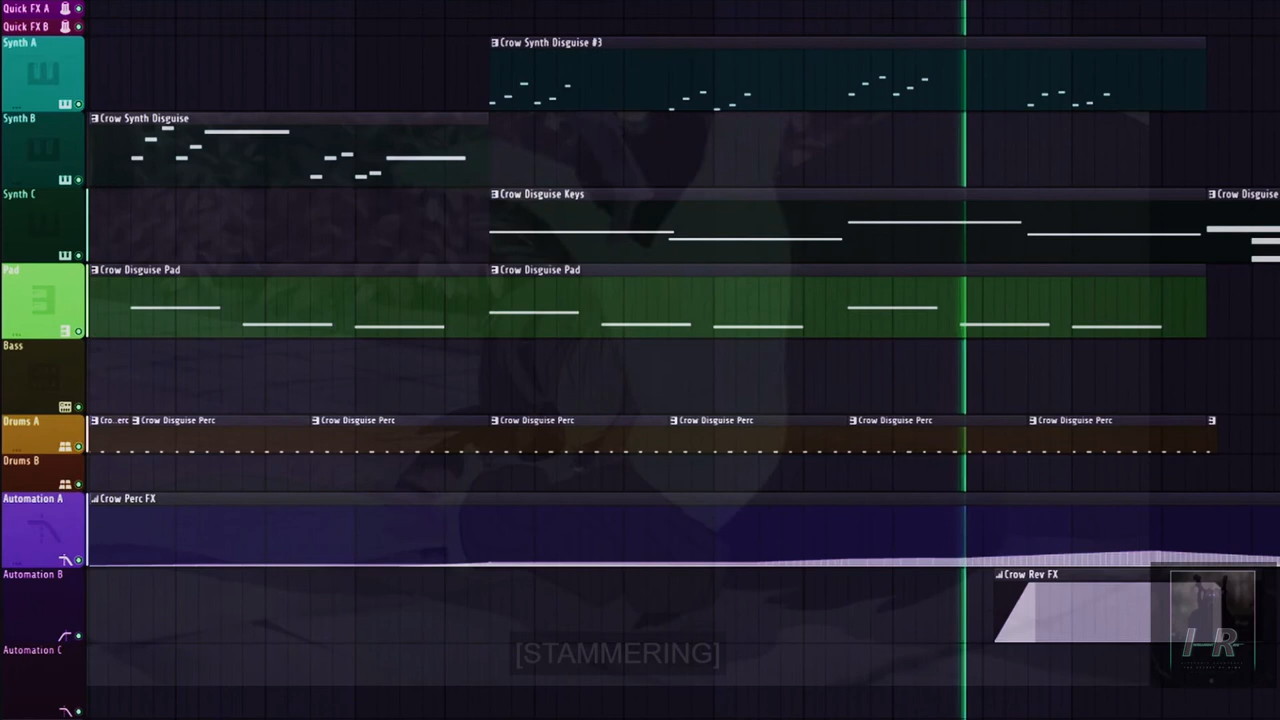 Quick FX A
Quick FX B
Synth A
Crow Synth Disguise #3
Synth B
Crow Synth Disguise
Synth C
Crow Disguise Keys
Crow Disguise
Pad
Crow Disguise Pad
Crow Disguise Pad
Bass
Drums A
Cro..erc
Crow Disguise Perc
Crow Disguise Perc
Crow Disguise Perc
Crow Disguise Perc
Crow Disguise Perc
Crow Disguise Perc
Drums B
Automation A
Crow Perc FX
Automation B
Crow Rev FX
I-R
[STAMMERING]
Automation C